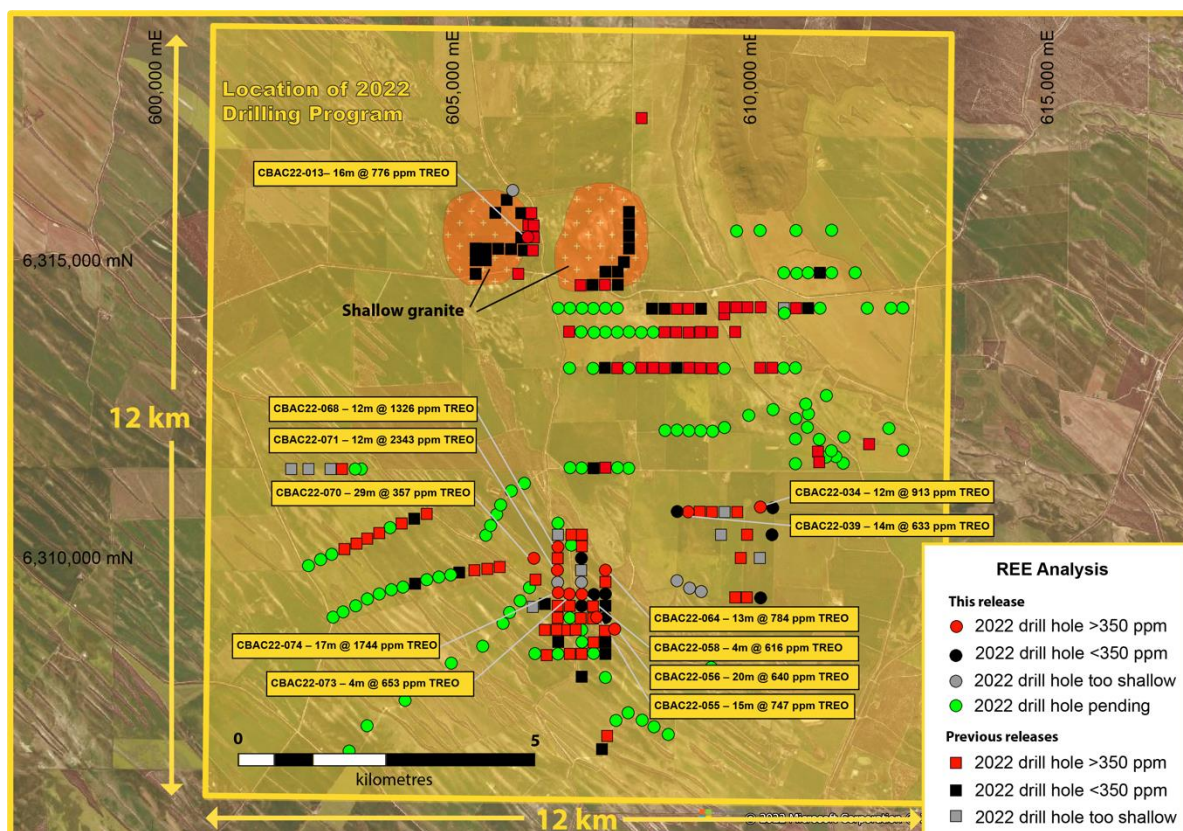 600,000 mE
605,000 mE
610,000 mE
615,000 mE
Location of 2022
Drilling Program
CBAC22-013– 16m @ 776 ppm TREO
6,315,000 mN
Shallow granite
12 km
CBAC22-068 – 12m @ 1326 ppm TREO
CBAC22-071 – 12m @ 2343 ppm TREO
CBAC22-070 – 29m @ 357 ppm TREO
CBAC22-034 – 12m @ 913 ppm TREO
CBAC22-039 – 14m @ 633 ppm TREO
6,310,000 mN
CBAC22-064 – 13m @ 784 ppm TREO
CBAC22-058 – 4m @ 616 ppm TREO
CBAC22-056 – 20m @ 640 ppm TREO
CBAC22-055 – 15m @ 747 ppm TREO
CBAC22-074 – 17m @ 1744 ppm TREO
CBAC22-073 – 4m @ 653 ppm TREO
0
5
kilometres
12 km
REE Analysis
This release
2022 drill hole >350 ppm
2022 drill hole <350 ppm
2022 drill hole too shallow
2022 drill hole pending
Previous releases
2022 drill hole >350 ppm
2022 drill hole <350 ppm
2022 drill hole too shallow
© 2022 Microsoft Corporation